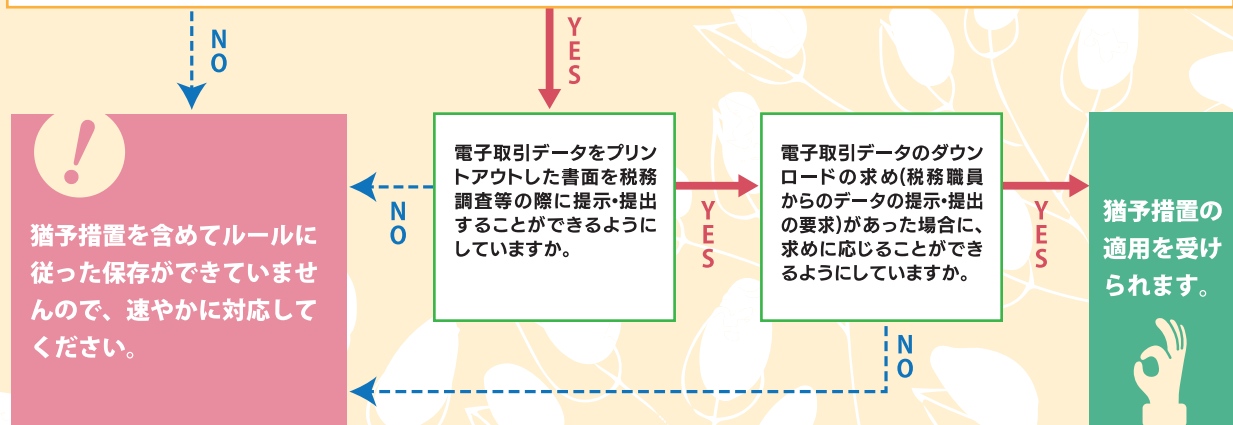 NO
YES
猶予措置を含めてルールに
従った保存ができていませ
んので、速やかに対応して
ください。
NO
電子取引データをプリン
トアウトした書面を税務
調査等の際に提示・提出
することができるように
していますか。
YES
電子取引データのダウン
ロードの求め(税務職員
からのデータの提示・提出
の要求)があった場合に、
求めに応じることができ
るようにしていますか。
YES
NO
猶予措置の
適用を受け
られます。